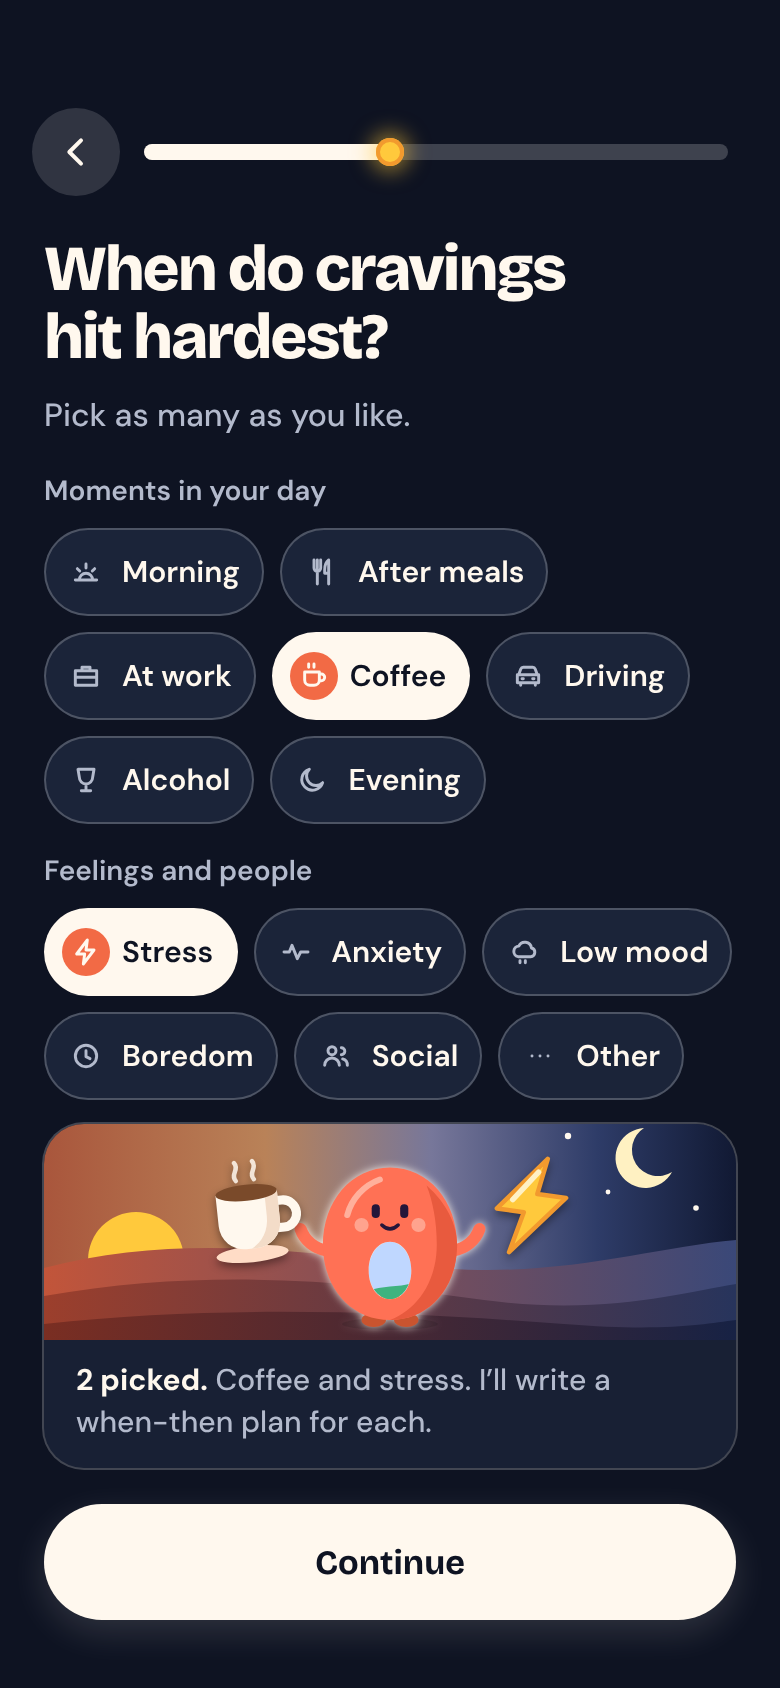 When do cravings
hit hardest?
Pick as many as you like.
Moments in your day
Morning
After meals
At work
Coffee
Driving
Alcohol
Evening
Feelings and people
Stress
Anxiety
Low mood
Boredom
Social
Other
2 picked. Coffee and stress. I’ll write a
when–then plan for each.
Continue